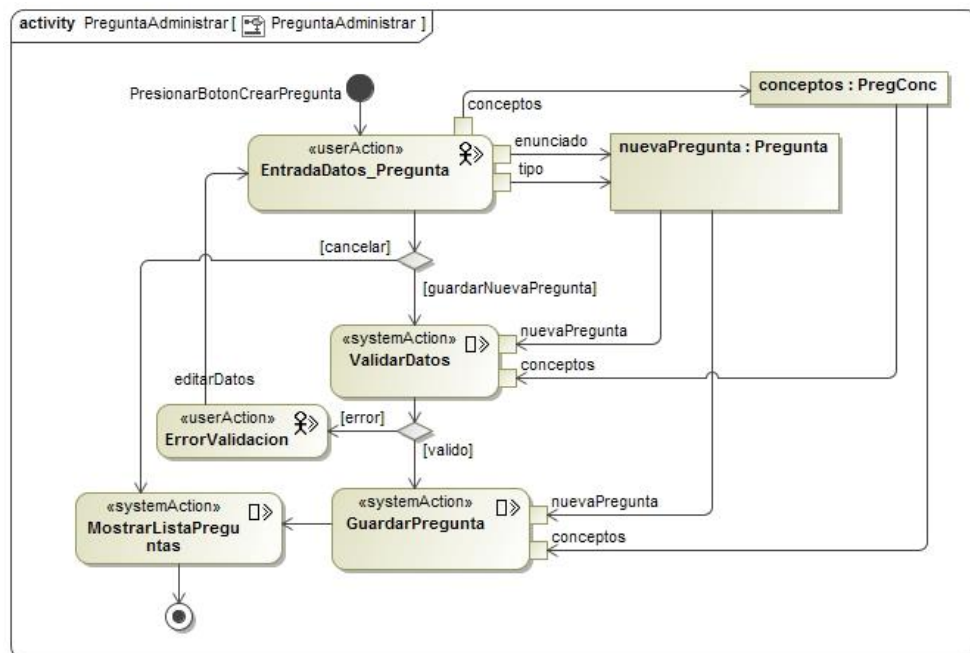 activity PreguntaAdministrar [ PreguntaAdministrar ]
PresionarBotonCrearPregunta
conceptos
conceptos : PregConc
«userAction»
EntradaDatos_Pregunta
enunciado
tipo
nuevaPregunta : Pregunta
[cancelar]
[guardarNuevaPregunta]
«systemAction»
ValidarDatos
nuevaPregunta
conceptos
editarDatos
«userAction»
ErrorValidacion
[error]
[valido]
«systemAction»
MostrarListaPregu
ntas
«systemAction»
GuardarPregunta
nuevaPregunta
conceptos